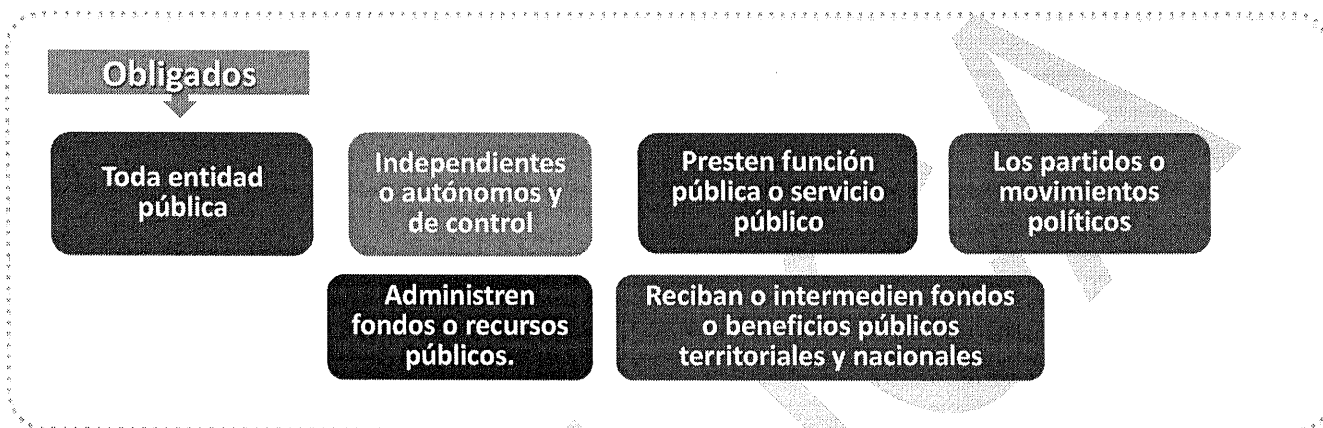 Obligados
Toda entidad
pública
Independientes
o autónomos y
de control
Presten función
pública o servicio
público
Los partidos o
movimientos
políticos
Administren
fondos o recursos
públicos.
Reciban o intermedien fondos
o beneficios públicos
territoriales y nacionales